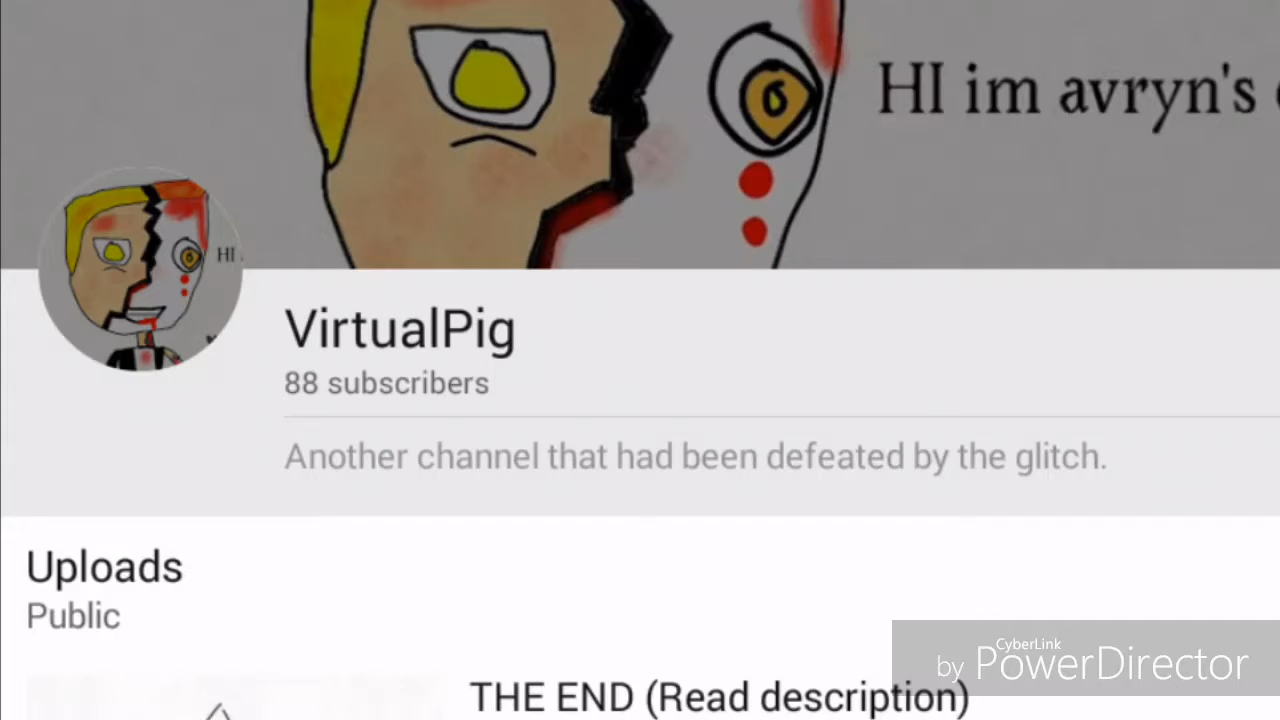 HI im avryn's
HI
VirtualPig
88 subscribers
Another channel that had been defeated by the glitch.
Uploads
Public
CyberLink
by PowerDirector
THE END (Read description)